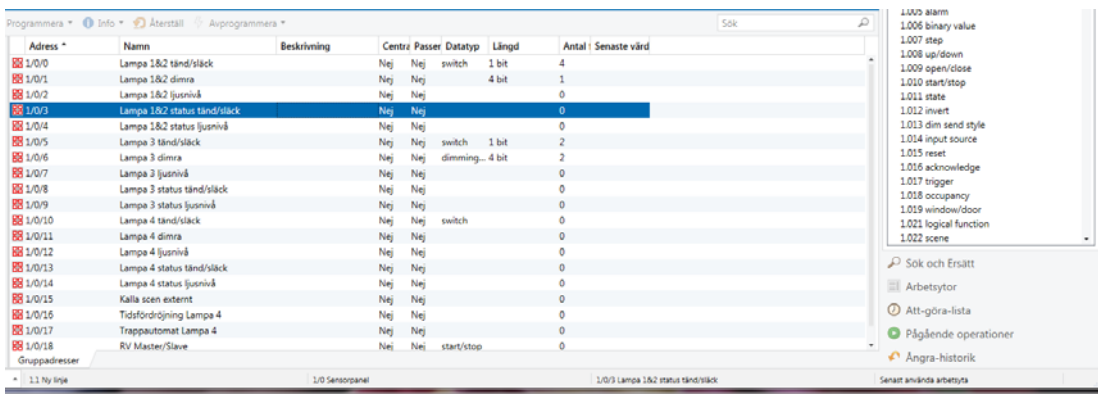 Programmera Info Återställ Avprogrammera Sök
Adress Namn Beskrivning Centra Passer Datatyp Längd Antal Senaste värd
1/0/0 Lampa 1&2 tänd/släck Nej Nej switch 1 bit 4
1/0/1 Lampa 1&2 dimra Nej Nej 4 bit 1
1/0/2 Lampa 1&2 ljusnivå Nej Nej 0
1/0/3 Lampa 1&2 status tänd/släck Nej Nej 0
1/0/4 Lampa 1&2 status ljusnivå Nej Nej 0
1/0/5 Lampa 3 tänd/släck Nej Nej switch 1 bit 2
1/0/6 Lampa 3 dimra Nej Nej dimming... 4 bit 2
1/0/7 Lampa 3 ljusnivå Nej Nej 0
1/0/8 Lampa 3 status tänd/släck Nej Nej 0
1/0/9 Lampa 3 status ljusnivå Nej Nej 0
1/0/10 Lampa 4 tänd/släck Nej Nej switch 0
1/0/11 Lampa 4 dimra Nej Nej 0
1/0/12 Lampa 4 ljusnivå Nej Nej 0
1/0/13 Lampa 4 status tänd/släck Nej Nej 0
1/0/14 Lampa 4 status ljusnivå Nej Nej 0
1/0/15 Kalla scen externt Nej Nej 0
1/0/16 Tidsfördröjning Lampa 4 Nej Nej 0
1/0/17 Trappautomat Lampa 4 Nej Nej 0
1/0/18 RV Master/Slave Nej Nej start/stop 0
Gruppadresser
1.005 alarm
1.006 binary value
1.007 step
1.008 up/down
1.009 open/close
1.010 start/stop
1.011 state
1.012 invert
1.013 dim send style
1.014 input source
1.015 reset
1.016 acknowledge
1.017 trigger
1.018 occupancy
1.019 window/door
1.021 logical function
1.022 scene
Sök och Ersätt
Arbetsytor
Att-göra-lista
Pågående operationer
Ångra-historik
1.1 Ny linje 1/0 Sensorpanel 1/0/3 Lampa 1&2 status tänd/släck Senast använda arbetsyta